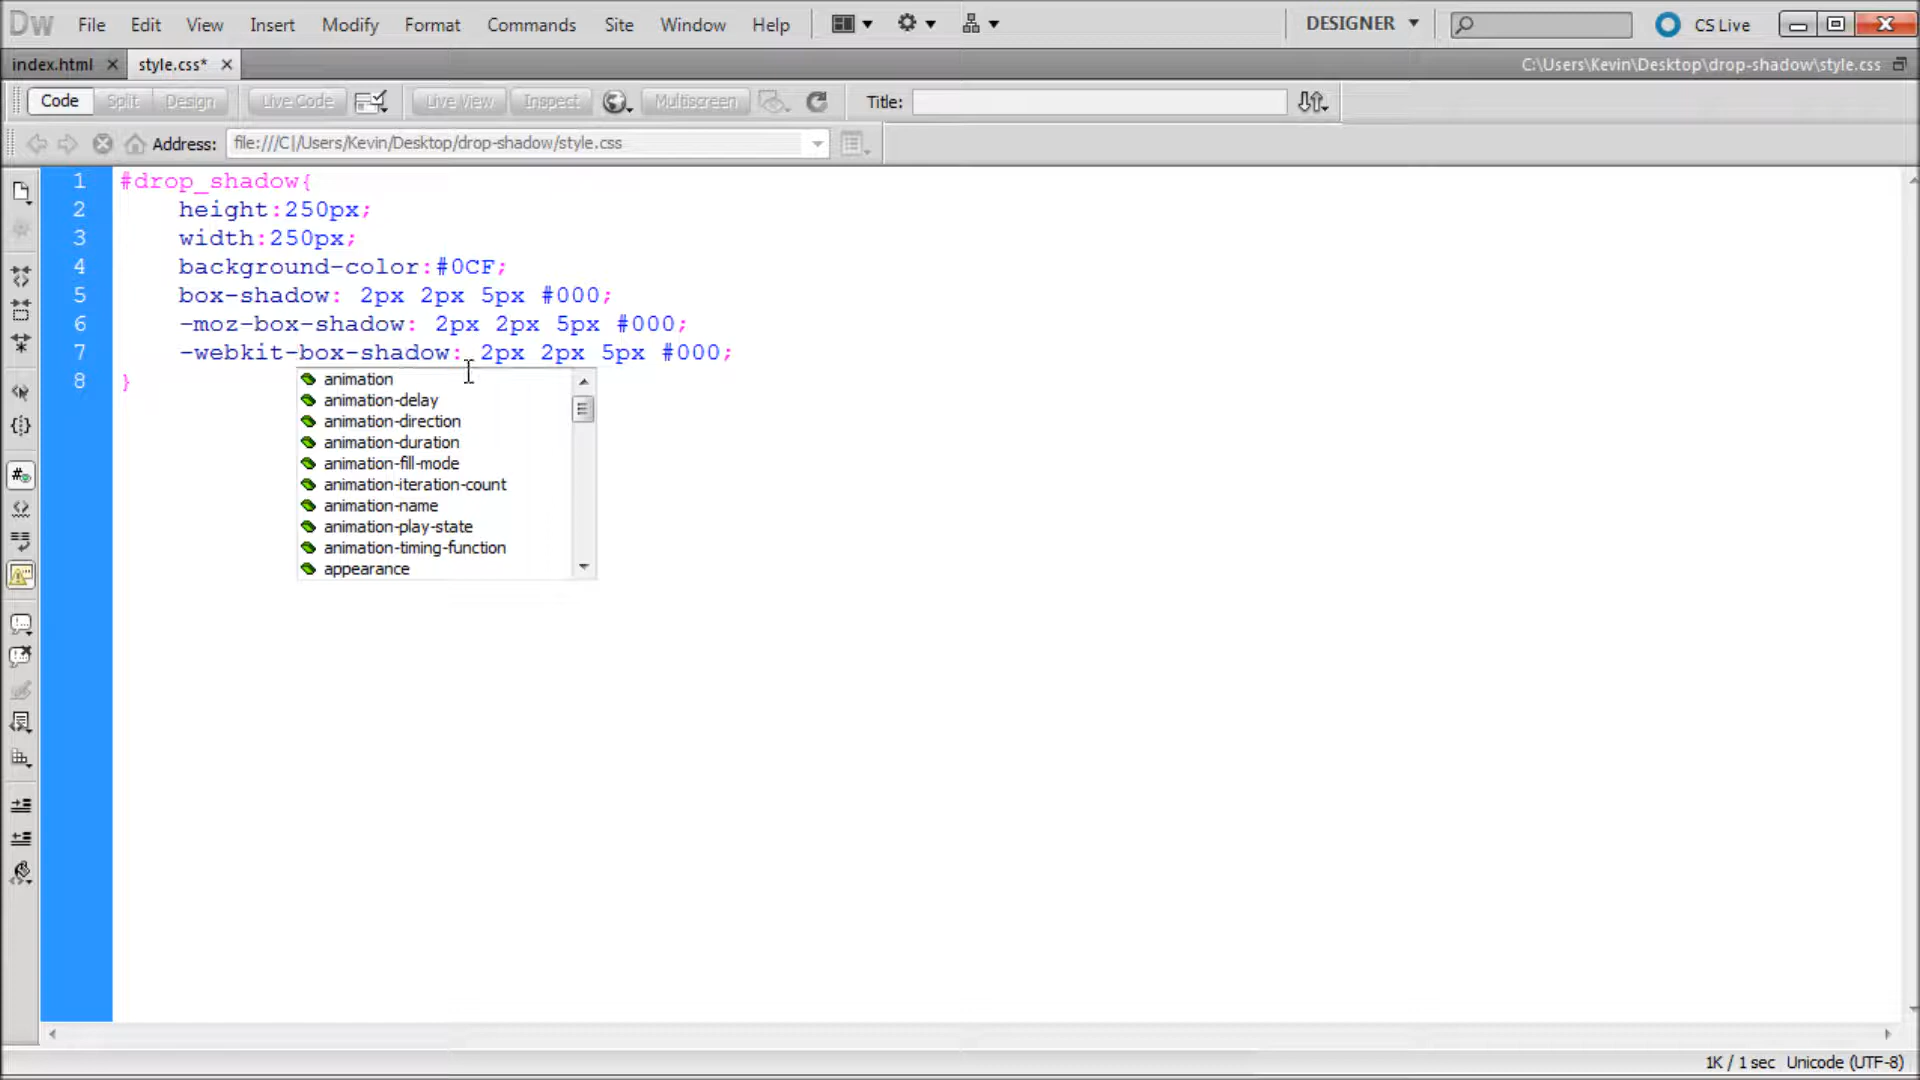 Dw File Edit View Insert Modify Format Commands Site Window Help DESIGNER CS Live
index.html style.css* C:\Users\Kevin\Desktop\drop-shadow\style.css
Code Split Design Live Code Live View Inspect Multiscreen Title:
Address: file:///C|/Users/Kevin/Desktop/drop-shadow/style.css
1 #drop_shadow{
2 height:250px;
3 width:250px;
4 background-color:#0CF;
5 box-shadow: 2px 2px 5px #000;
6 -moz-box-shadow: 2px 2px 5px #000;
7 -webkit-box-shadow: 2px 2px 5px #000;
8 }
animation
animation-delay
animation-direction
animation-duration
animation-fill-mode
animation-iteration-count
animation-name
animation-play-state
animation-timing-function
appearance
1K / 1 sec Unicode (UTF-8)